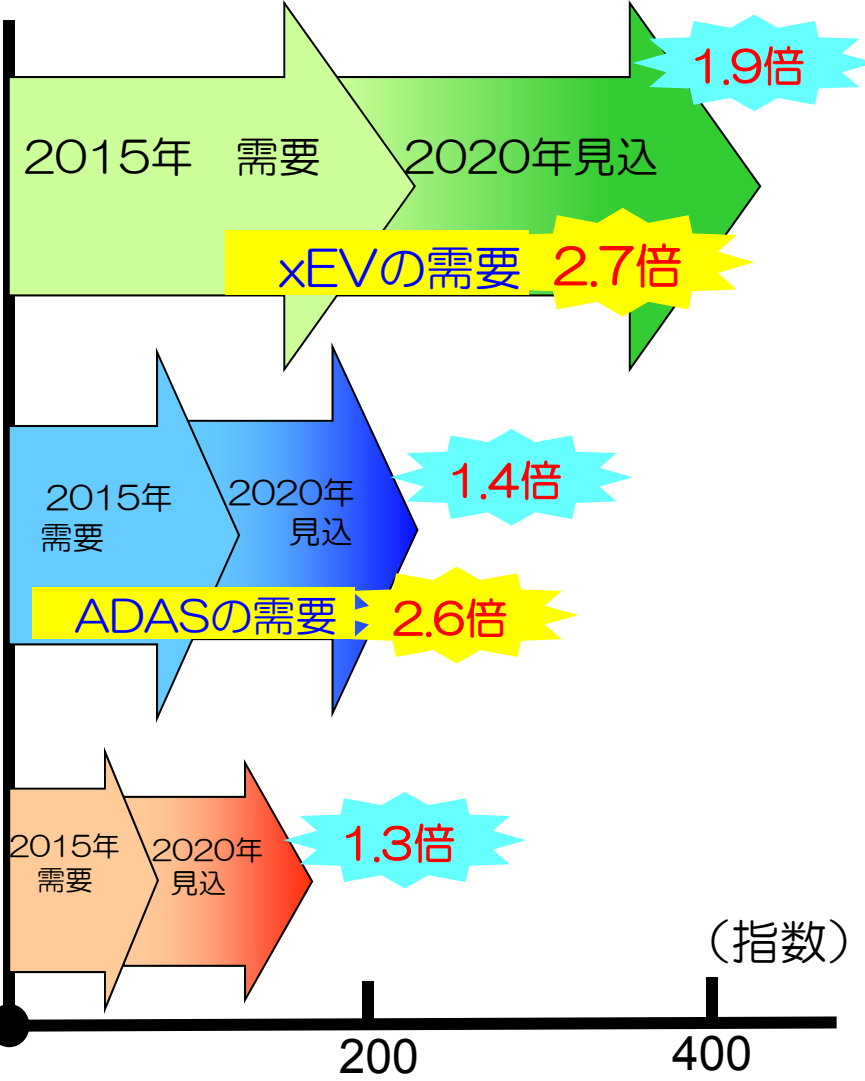 1.9倍
2015年　需要
2020年見込
xEVの需要
2.7倍
2015年
需要
2020年
見込
1.4倍
ADASの需要
2.6倍
2015年
需要
2020年
見込
1.3倍
（指数）
200
400